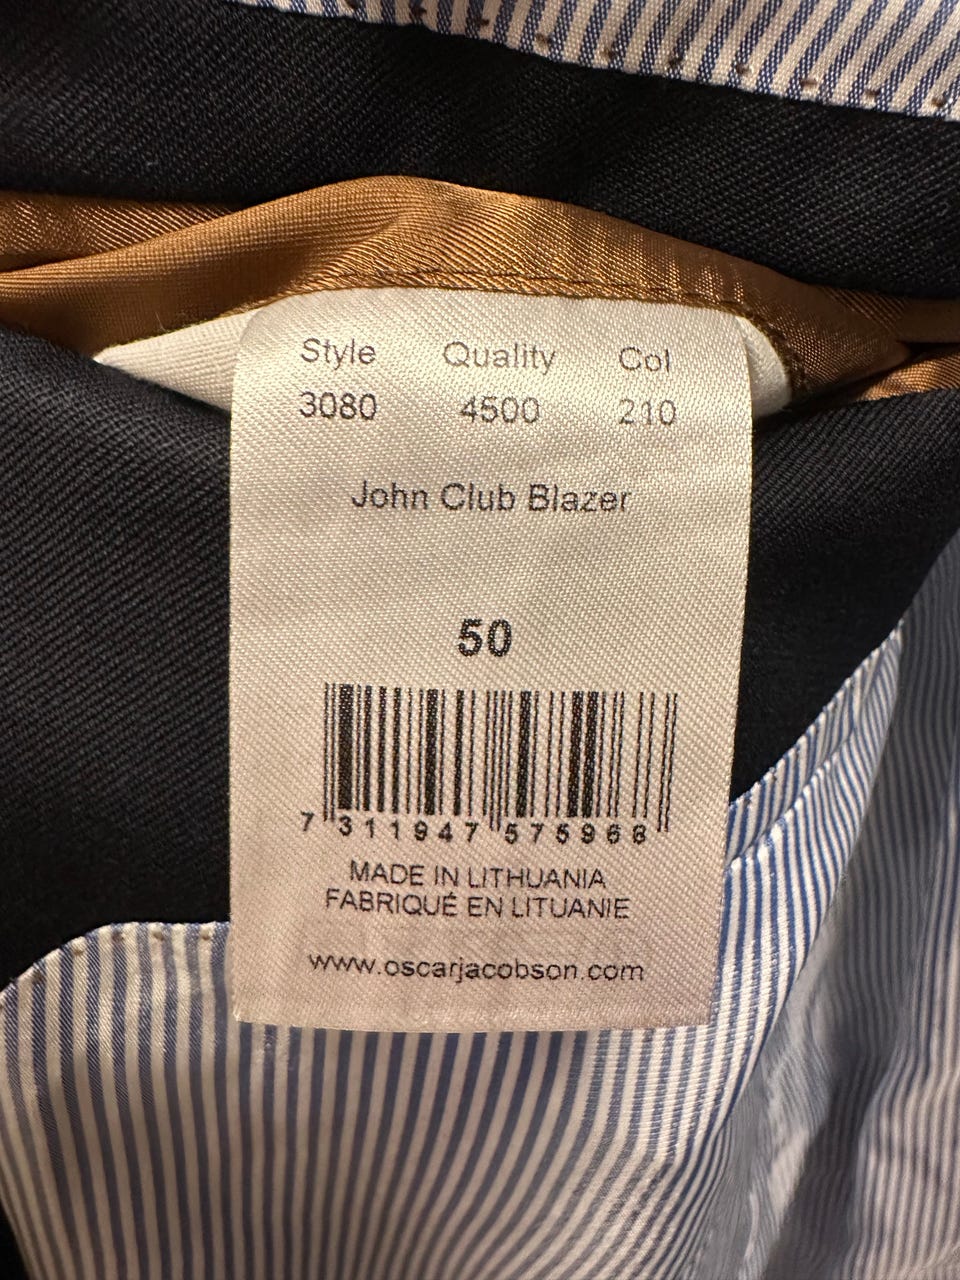 Style Quality Col
3080 4500 210
John Club Blazer
50
7 311947 575968
MADE IN LITHUANIA
FABRIQUÉ EN LITUANIE
www.oscarjacobson.com